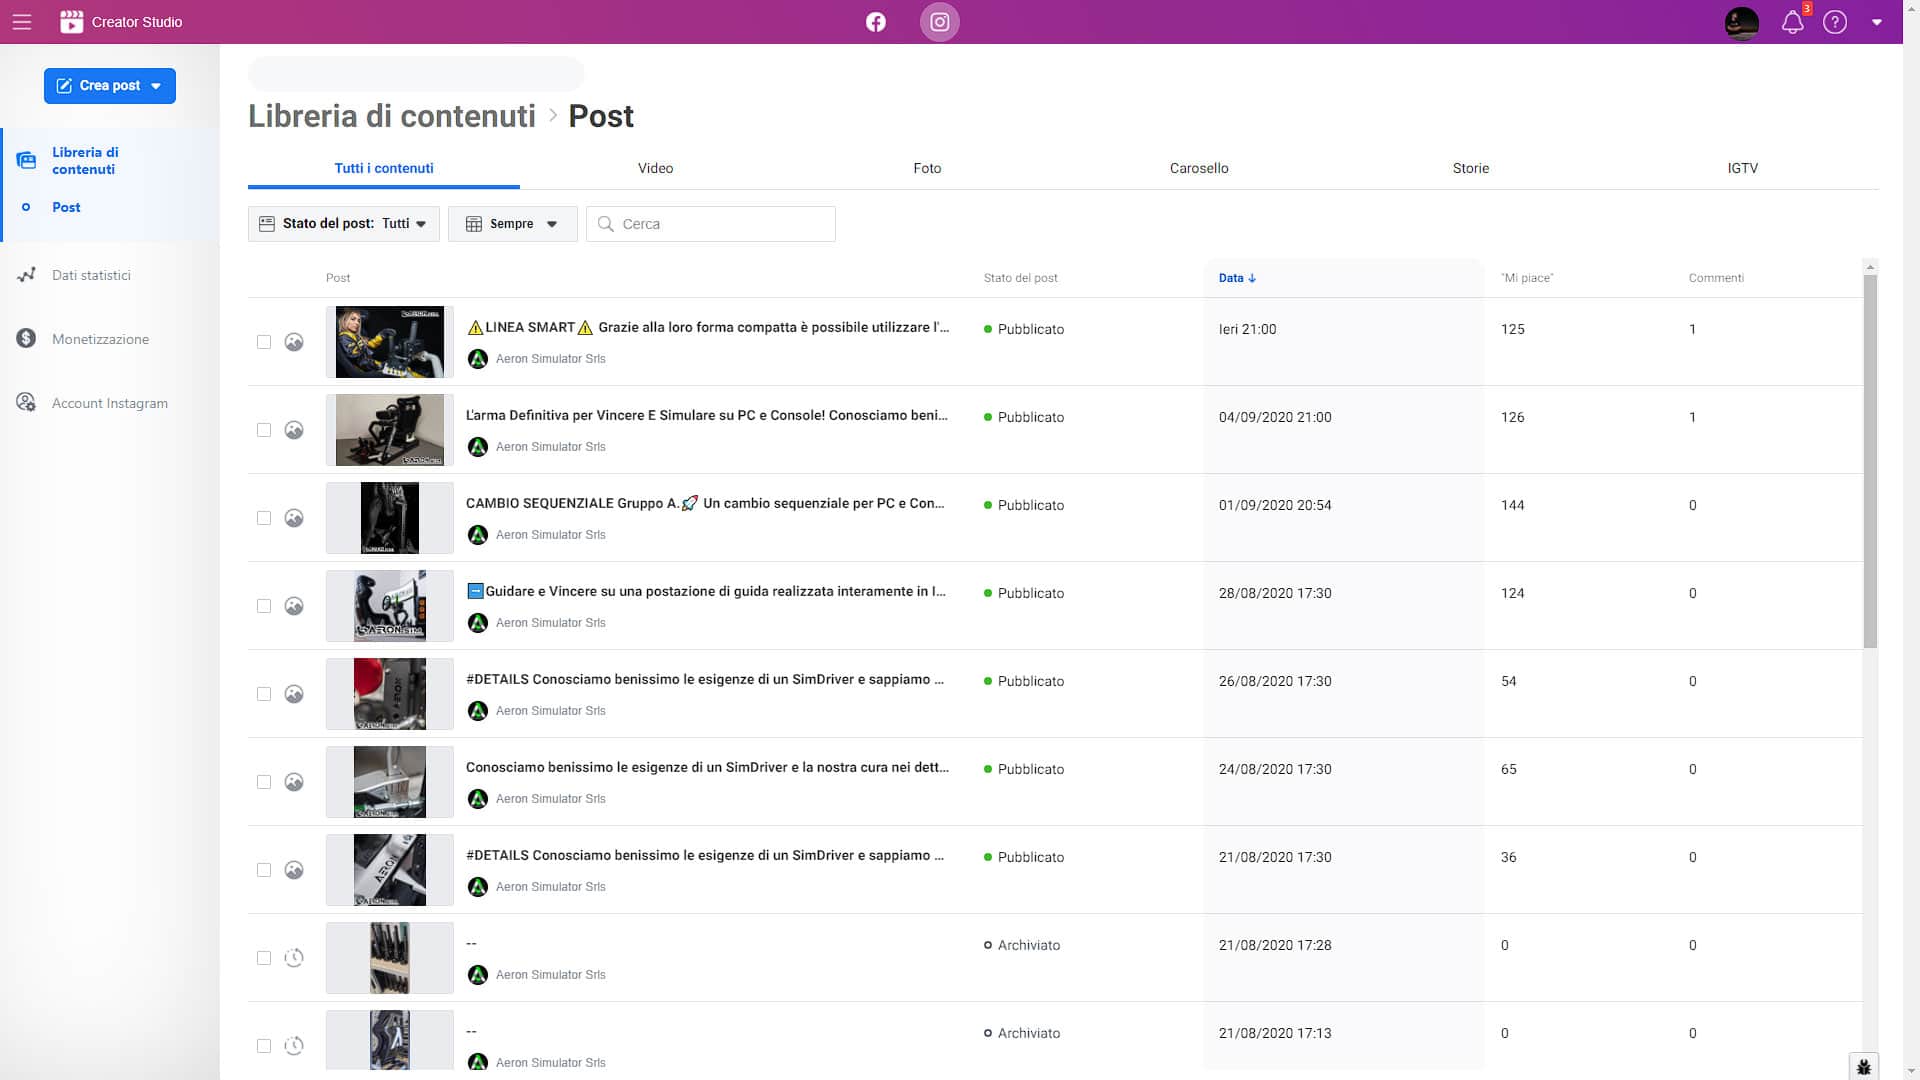 Creator Studio
3
Crea post
Libreria di contenuti > Post
Libreria di
contenuti
Post
Dati statistici
Monetizzazione
Account Instagram
Tutti i contenuti Video Foto Carosello Storie IGTV
Stato del post: Tutti Sempre Cerca
Post Stato del post Data ↓ "Mi piace" Commenti
⚠LINEA SMART⚠ Grazie alla loro forma compatta è possibile utilizzare l'... Pubblicato Ieri 21:00 125 1
Aeron Simulator Srls
L'arma Definitiva per Vincere E Simulare su PC e Console! Conosciamo beni... Pubblicato 04/09/2020 21:00 126 1
Aeron Simulator Srls
CAMBIO SEQUENZIALE Gruppo A.🚀 Un cambio sequenziale per PC e Con... Pubblicato 01/09/2020 20:54 144 0
Aeron Simulator Srls
➡Guidare e Vincere su una postazione di guida realizzata interamente in I... Pubblicato 28/08/2020 17:30 124 0
Aeron Simulator Srls
#DETAILS Conosciamo benissimo le esigenze di un SimDriver e sappiamo ... Pubblicato 26/08/2020 17:30 54 0
Aeron Simulator Srls
Conosciamo benissimo le esigenze di un SimDriver e la nostra cura nei dett... Pubblicato 24/08/2020 17:30 65 0
Aeron Simulator Srls
#DETAILS Conosciamo benissimo le esigenze di un SimDriver e sappiamo ... Pubblicato 21/08/2020 17:30 36 0
AERON
Aeron Simulator Srls
-- Archiviato 21/08/2020 17:28 0 0
Aeron Simulator Srls
-- Archiviato 21/08/2020 17:13 0 0
Aeron Simulator Srls